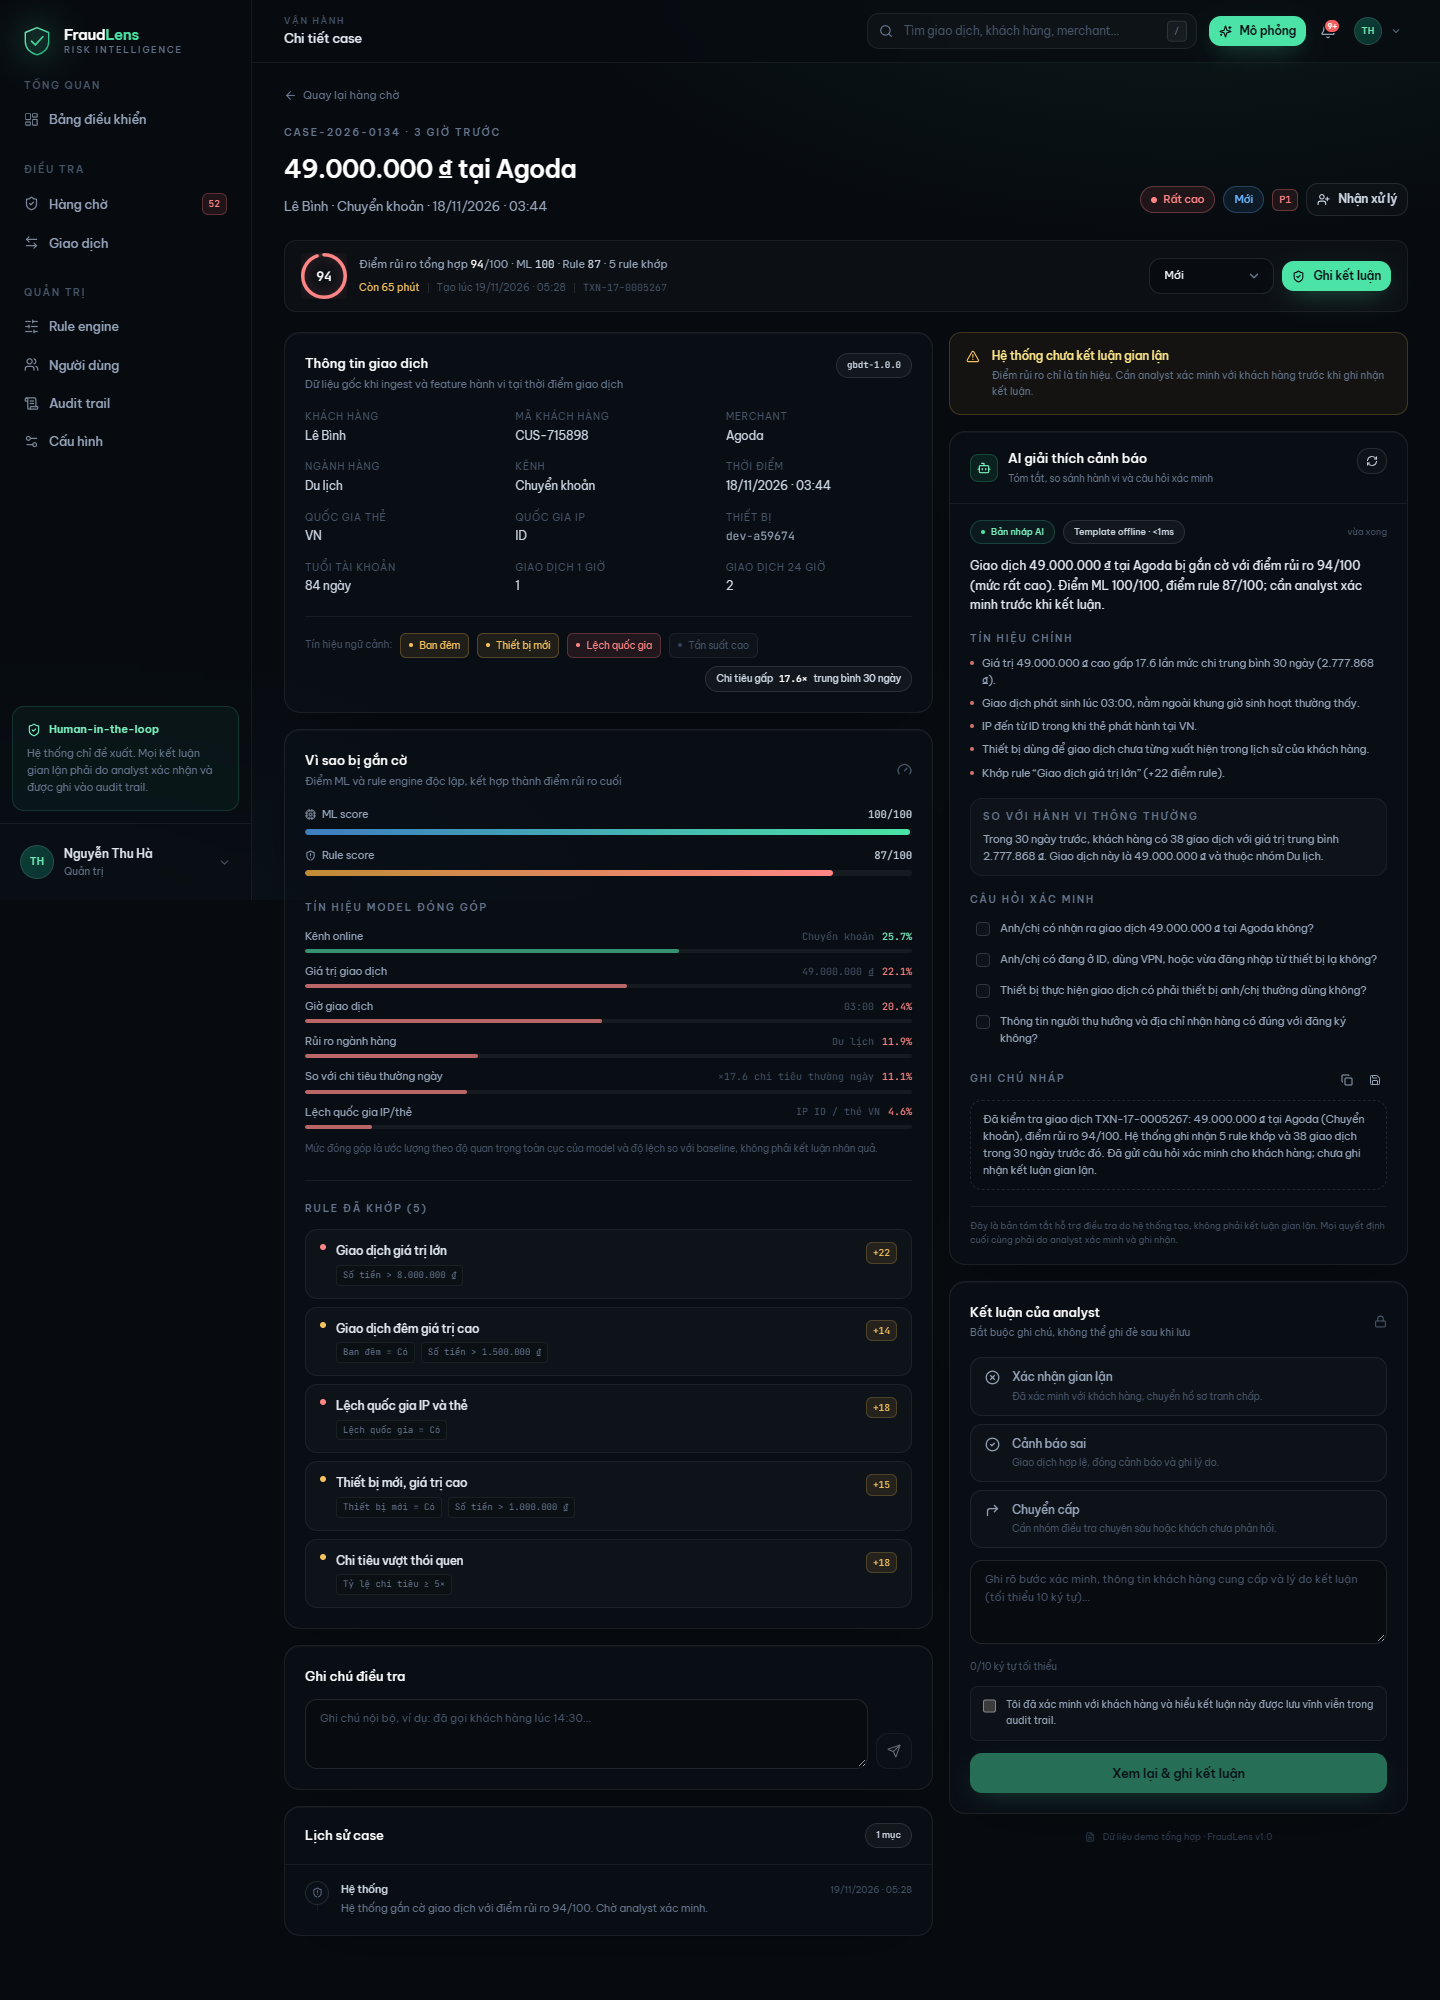 FraudLens
RISK INTELLIGENCE
TỔNG QUAN
Bảng điều khiển
ĐIỀU TRA
Hàng chờ
52
Giao dịch
QUẢN TRỊ
Rule engine
Người dùng
Audit trail
Cấu hình
Human-in-the-loop
Hệ thống chỉ đề xuất. Mọi kết luận
gian lận phải do analyst xác nhận và
được ghi vào audit trail.
TH
Nguyễn Thu Hà
Quản trị
VẬN HÀNH
Chi tiết case
Tìm giao dịch, khách hàng, merchant...
/
Mô phỏng
9+
TH
Quay lại hàng chờ
CASE-2026-0134 · 3 GIỜ TRƯỚC
49.000.000 ₫ tại Agoda
Lê Bình · Chuyển khoản · 18/11/2026 · 03:44
Rất cao
Mới
P1
Nhận xử lý
94
Điểm rủi ro tổng hợp 94/100 · ML 100 · Rule 87 · 5 rule khớp
Còn 65 phút | Tạo lúc 19/11/2026 · 05:28 | TXN-17-0005267
Mới
Ghi kết luận
Thông tin giao dịch
Dữ liệu gốc khi ingest và feature hành vi tại thời điểm giao dịch
gbdt-1.0.0
KHÁCH HÀNG
MÃ KHÁCH HÀNG
MERCHANT
Lê Bình
CUS-715898
Agoda
NGÀNH HÀNG
KÊNH
THỜI ĐIỂM
Du lịch
Chuyển khoản
18/11/2026 · 03:44
QUỐC GIA THẺ
QUỐC GIA IP
THIẾT BỊ
VN
ID
dev-a59674
TUỔI TÀI KHOẢN
GIAO DỊCH 1 GIỜ
GIAO DỊCH 24 GIỜ
84 ngày
1
2
Tín hiệu ngữ cảnh:
Ban đêm
Thiết bị mới
Lệch quốc gia
Tần suất cao
Chi tiêu gấp 17.6× trung bình 30 ngày
Vì sao bị gắn cờ
Điểm ML và rule engine độc lập, kết hợp thành điểm rủi ro cuối
ML score
100/100
Rule score
87/100
TÍN HIỆU MODEL ĐÓNG GÓP
Kênh online
Chuyển khoản 25.7%
Giá trị giao dịch
49.000.000 ₫ 22.1%
Giờ giao dịch
03:00 20.4%
Rủi ro ngành hàng
Du lịch 11.9%
So với chi tiêu thường ngày
×17.6 chi tiêu thường ngày 11.1%
Lệch quốc gia IP/thẻ
IP ID / thẻ VN 4.6%
Mức đóng góp là ước lượng theo độ quan trọng toàn cục của model và độ lệch so với baseline, không phải kết luận nhân quả.
RULE ĐÃ KHỚP (5)
Giao dịch giá trị lớn
+22
Số tiền > 8.000.000 ₫
Giao dịch đêm giá trị cao
+14
Ban đêm = Có
Số tiền > 1.500.000 ₫
Lệch quốc gia IP và thẻ
+18
Lệch quốc gia = Có
Thiết bị mới, giá trị cao
+15
Thiết bị mới = Có
Số tiền > 1.000.000 ₫
Chi tiêu vượt thói quen
+18
Tỷ lệ chi tiêu ≥ 5×
Ghi chú điều tra
Ghi chú nội bộ, ví dụ: đã gọi khách hàng lúc 14:30...
Lịch sử case
1 mục
Hệ thống
19/11/2026 · 05:28
Hệ thống gắn cờ giao dịch với điểm rủi ro 94/100. Chờ analyst xác minh.
Hệ thống chưa kết luận gian lận
Điểm rủi ro chỉ là tín hiệu. Cần analyst xác minh với khách hàng trước khi ghi nhận
kết luận.
AI giải thích cảnh báo
Tóm tắt, so sánh hành vi và câu hỏi xác minh
Bản nháp AI
Template offline · <1ms
vừa xong
Giao dịch 49.000.000 ₫ tại Agoda bị gắn cờ với điểm rủi ro 94/100
(mức rất cao). Điểm ML 100/100, điểm rule 87/100; cần analyst xác
minh trước khi kết luận.
TÍN HIỆU CHÍNH
Giá trị 49.000.000 ₫ cao gấp 17.6 lần mức chi trung bình 30 ngày (2.777.868
₫).
Giao dịch phát sinh lúc 03:00, nằm ngoài khung giờ sinh hoạt thường thấy.
IP đến từ ID trong khi thẻ phát hành tại VN.
Thiết bị dùng để giao dịch chưa từng xuất hiện trong lịch sử của khách hàng.
Khớp rule “Giao dịch giá trị lớn” (+22 điểm rule).
SO VỚI HÀNH VI THÔNG THƯỜNG
Trong 30 ngày trước, khách hàng có 38 giao dịch với giá trị trung bình
2.777.868 ₫. Giao dịch này là 49.000.000 ₫ và thuộc nhóm Du lịch.
CÂU HỎI XÁC MINH
Anh/chị có nhận ra giao dịch 49.000.000 ₫ tại Agoda không?
Anh/chị có đang ở ID, dùng VPN, hoặc vừa đăng nhập từ thiết bị lạ không?
Thiết bị thực hiện giao dịch có phải thiết bị anh/chị thường dùng không?
Thông tin người thụ hưởng và địa chỉ nhận hàng có đúng với đăng ký
không?
GHI CHÚ NHÁP
Đã kiểm tra giao dịch TXN-17-0005267: 49.000.000 ₫ tại Agoda (Chuyển
khoản), điểm rủi ro 94/100. Hệ thống ghi nhận 5 rule khớp và 38 giao dịch
trong 30 ngày trước đó. Đã gửi câu hỏi xác minh cho khách hàng; chưa ghi
nhận kết luận gian lận.
Đây là bản tóm tắt hỗ trợ điều tra do hệ thống tạo, không phải kết luận gian lận. Mọi quyết định
cuối cùng phải do analyst xác minh và ghi nhận.
Kết luận của analyst
Bắt buộc ghi chú, không thể ghi đè sau khi lưu
Xác nhận gian lận
Đã xác minh với khách hàng, chuyển hồ sơ tranh chấp.
Cảnh báo sai
Giao dịch hợp lệ, đóng cảnh báo và ghi lý do.
Chuyển cấp
Cần nhóm điều tra chuyên sâu hoặc khách chưa phản hồi.
Ghi rõ bước xác minh, thông tin khách hàng cung cấp và lý do kết luận
(tối thiểu 10 ký tự)...
0/10 ký tự tối thiểu
Tôi đã xác minh với khách hàng và hiểu kết luận này được lưu vĩnh viễn trong
audit trail.
Xem lại & ghi kết luận
Dữ liệu demo tổng hợp · FraudLens v1.0